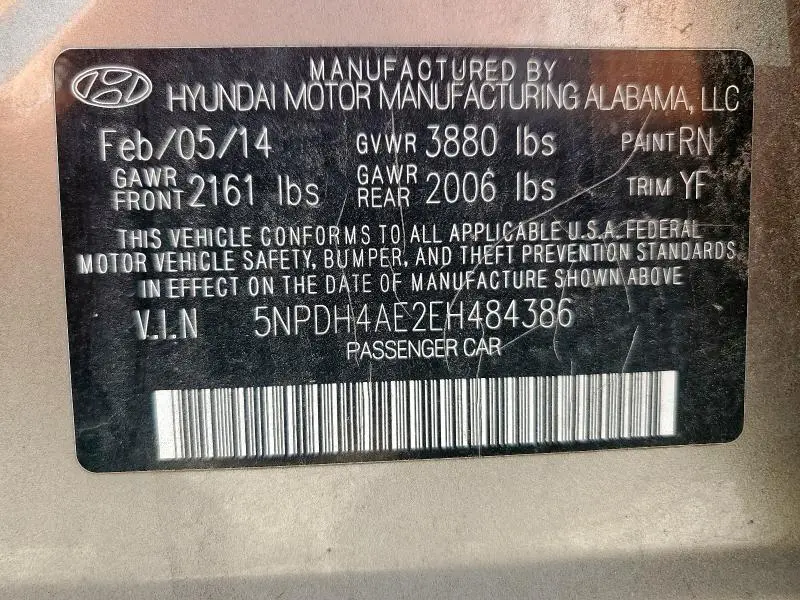 MANUFACTURED BY
HYUNDAI MOTOR MANUFACTURING ALABAMA, LLC
Feb/05/14 GVWR 3880 lbs PAINT RN
GAWR FRONT 2161 lbs GAWR REAR 2006 lbs TRIM YF
THIS VEHICLE CONFORMS TO ALL APPLICABLE U.S.A. FEDERAL
MOTOR VEHICLE SAFETY, BUMPER, AND THEFT PREVENTION STANDARDS
IN EFFECT ON THE DATE OF MANUFACTURE SHOWN ABOVE
V.I.N 5NPDH4AE2EH484386
PASSENGER CAR